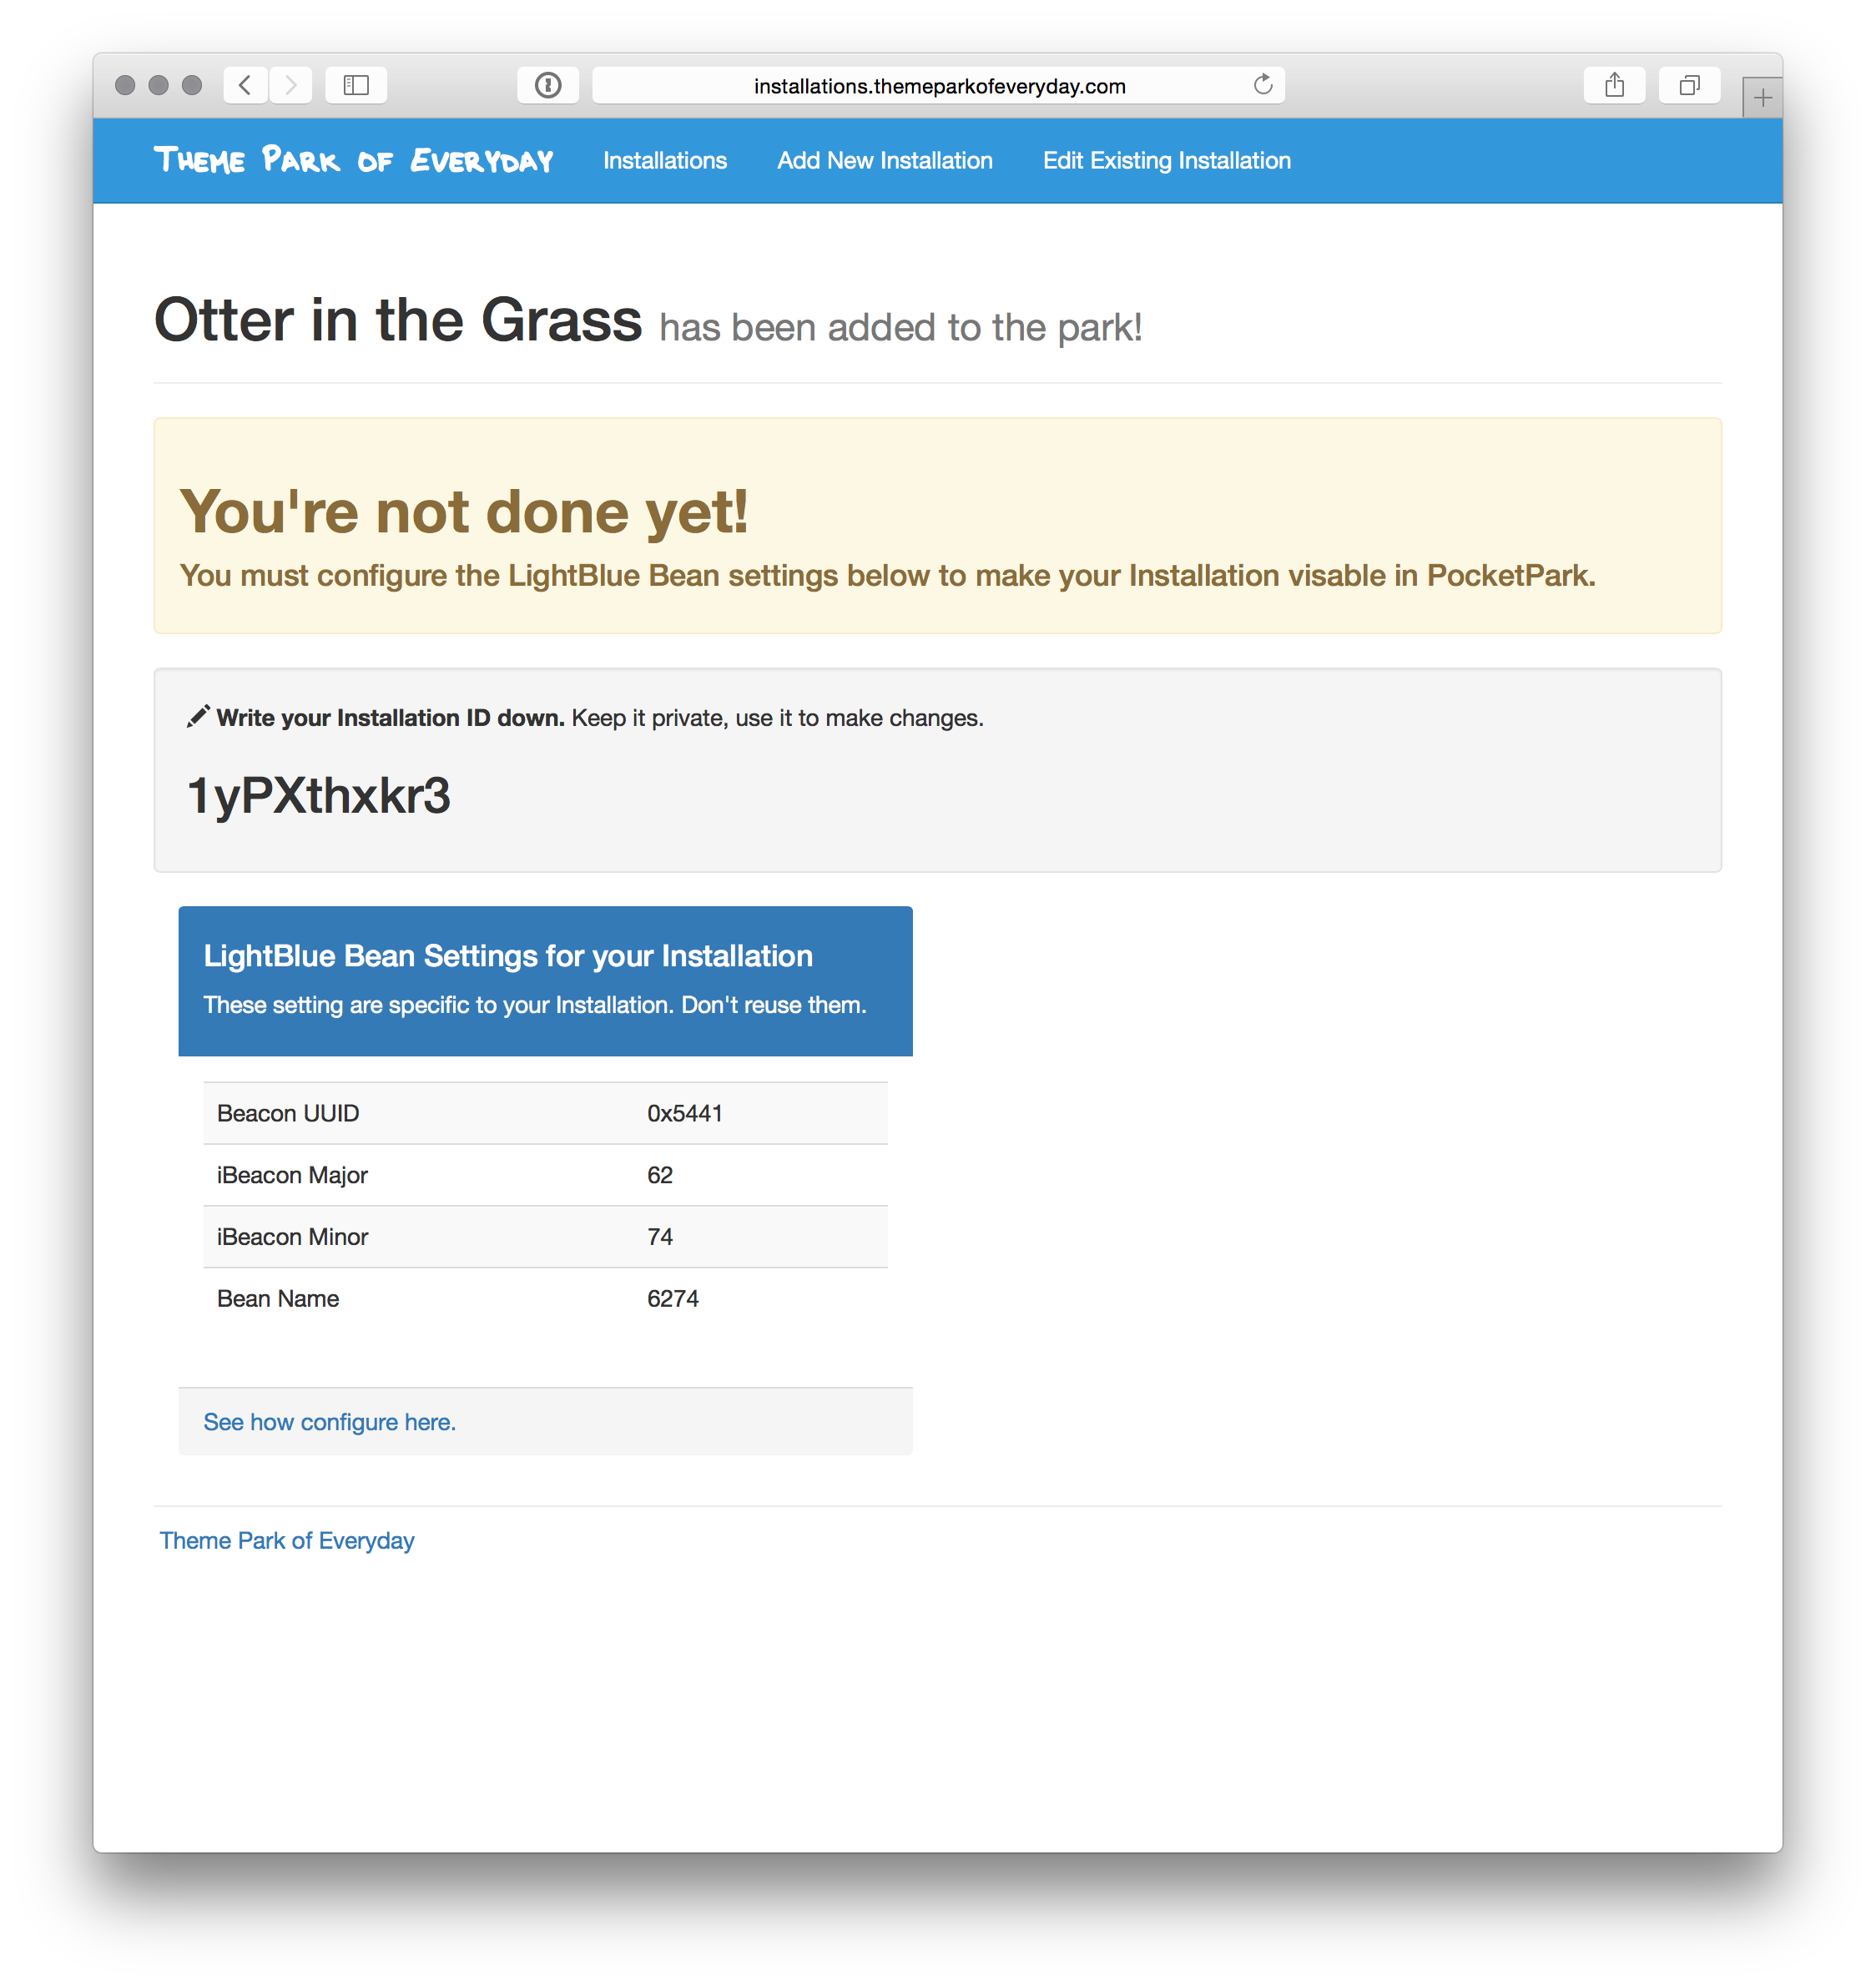 installations.themeparkofeveryday.com
Theme Park of Everyday Installations Add New Installation Edit Existing Installation
Otter in the Grass has been added to the park!
You're not done yet!
You must configure the LightBlue Bean settings below to make your Installation visable in PocketPark.
Write your Installation ID down. Keep it private, use it to make changes.
1yPXthxkr3
LightBlue Bean Settings for your Installation
These setting are specific to your Installation. Don't reuse them.
Beacon UUID 0x5441
iBeacon Major 62
iBeacon Minor 74
Bean Name 6274
See how configure here.
Theme Park of Everyday